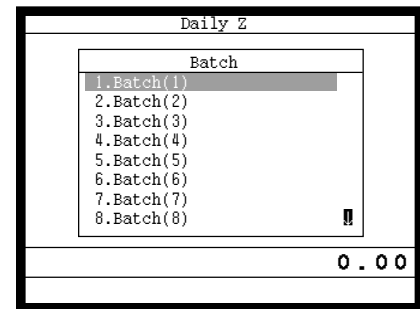 Daily Z
Batch
1.Batch(1)
2.Batch(2)
3.Batch(3)
4.Batch(4)
5.Batch(5)
6.Batch(6)
7.Batch(7)
8.Batch(8)
0.00